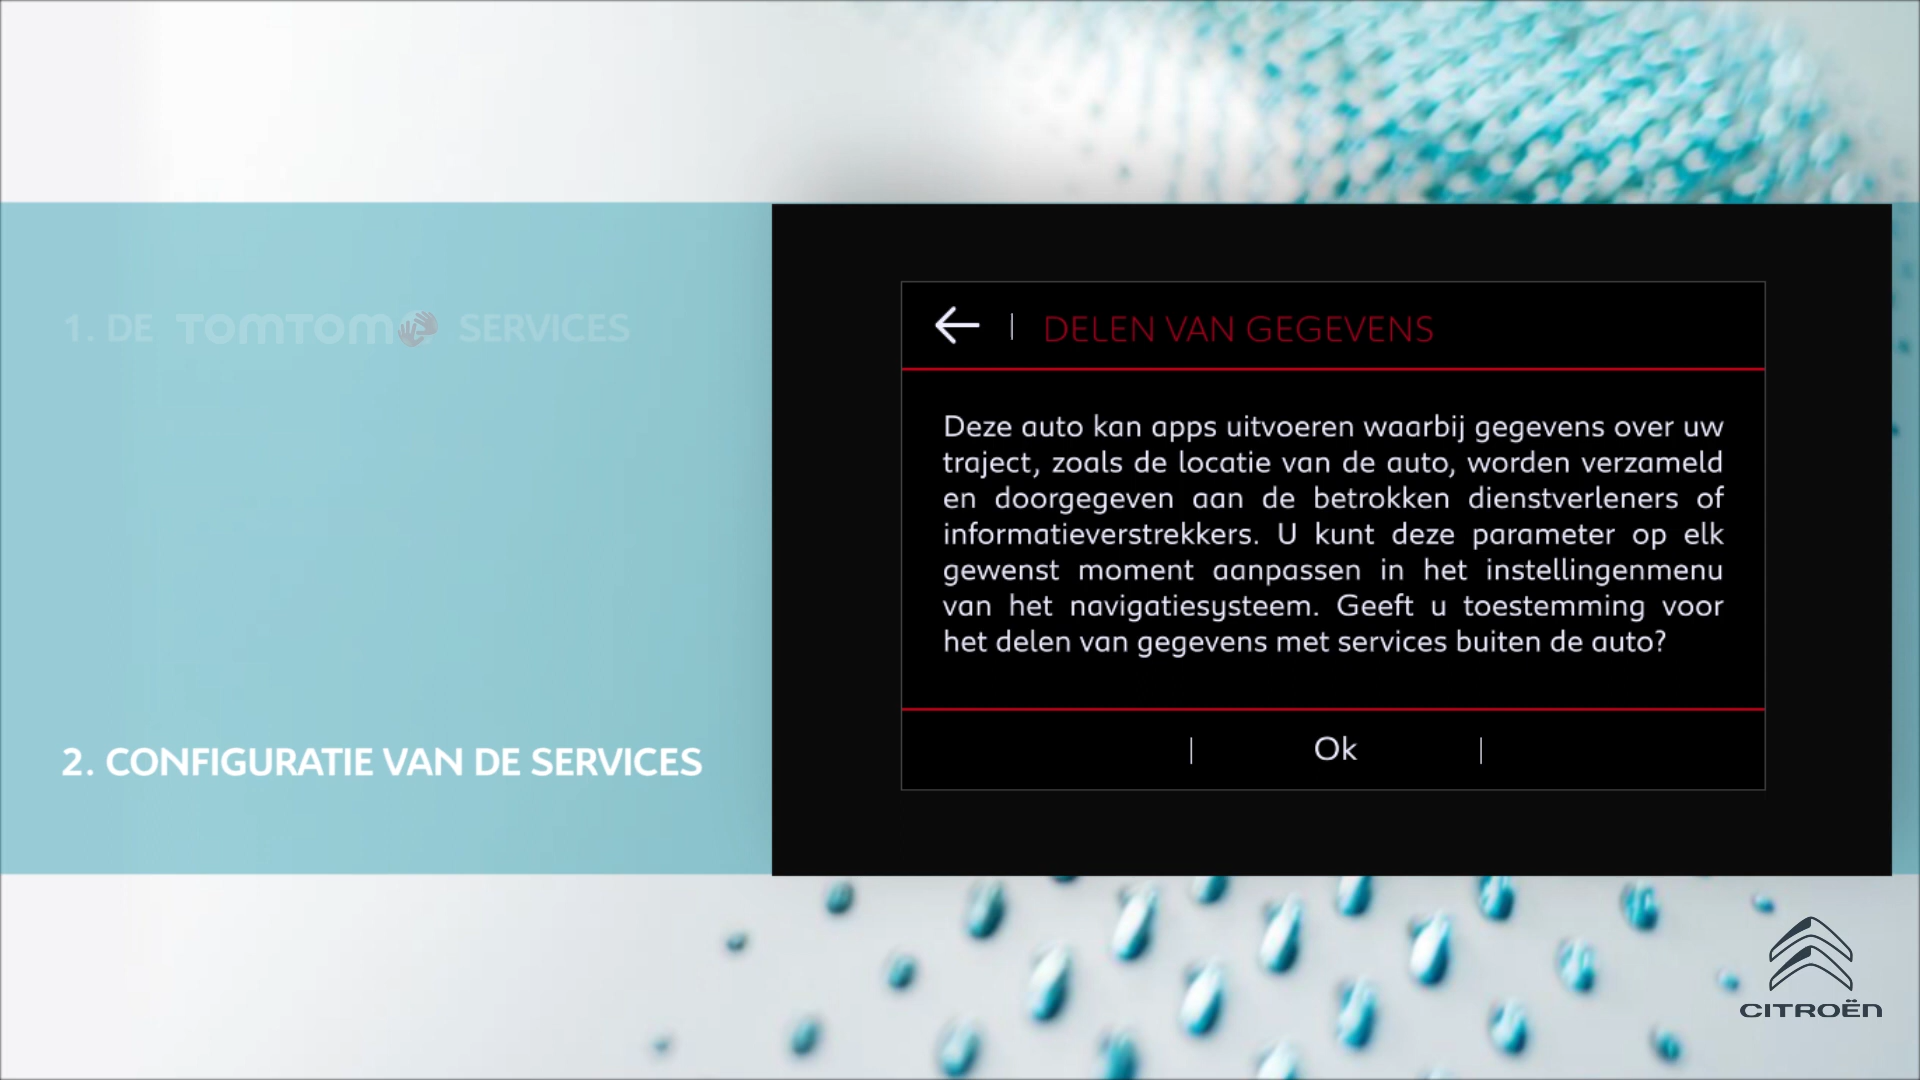 1. DE TOMTOM SERVICES
2. CONFIGURATIE VAN DE SERVICES
DELEN VAN GEGEVENS
Deze auto kan apps uitvoeren waarbij gegevens over uw
traject, zoals de locatie van de auto, worden verzameld
en doorgegeven aan de betrokken dienstverleners of
informatieverstrekkers. U kunt deze parameter op elk
gewenst moment aanpassen in het instellingenmenu
van het navigatiesysteem. Geeft u toestemming voor
het delen van gegevens met services buiten de auto?
Ok
CITROËN